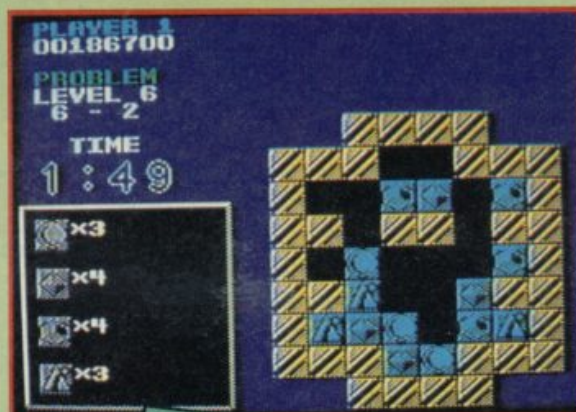 PLAYER 1
00186700
PROBLEM
LEVEL 6
6 - 2
TIME
1:49
×3
×4
×4
×3